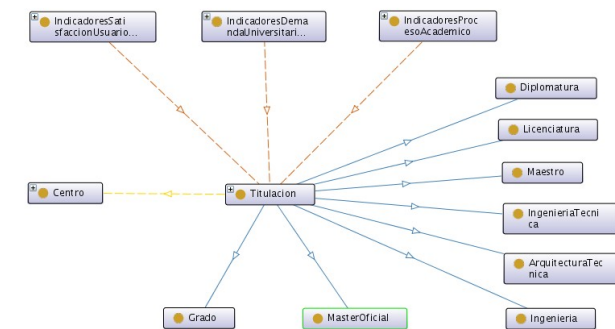 IndicadoresSati
sfaccionUsuario...
IndicadoresDema
ndaUniversitari...
IndicadoresProc
esoAcademico
Diplomatura
Licenciatura
Maestro
Centro
Titulacion
IngenieriaTecni
ca
ArquitecturaTec
nica
Grado
MasterOficial
Ingenieria